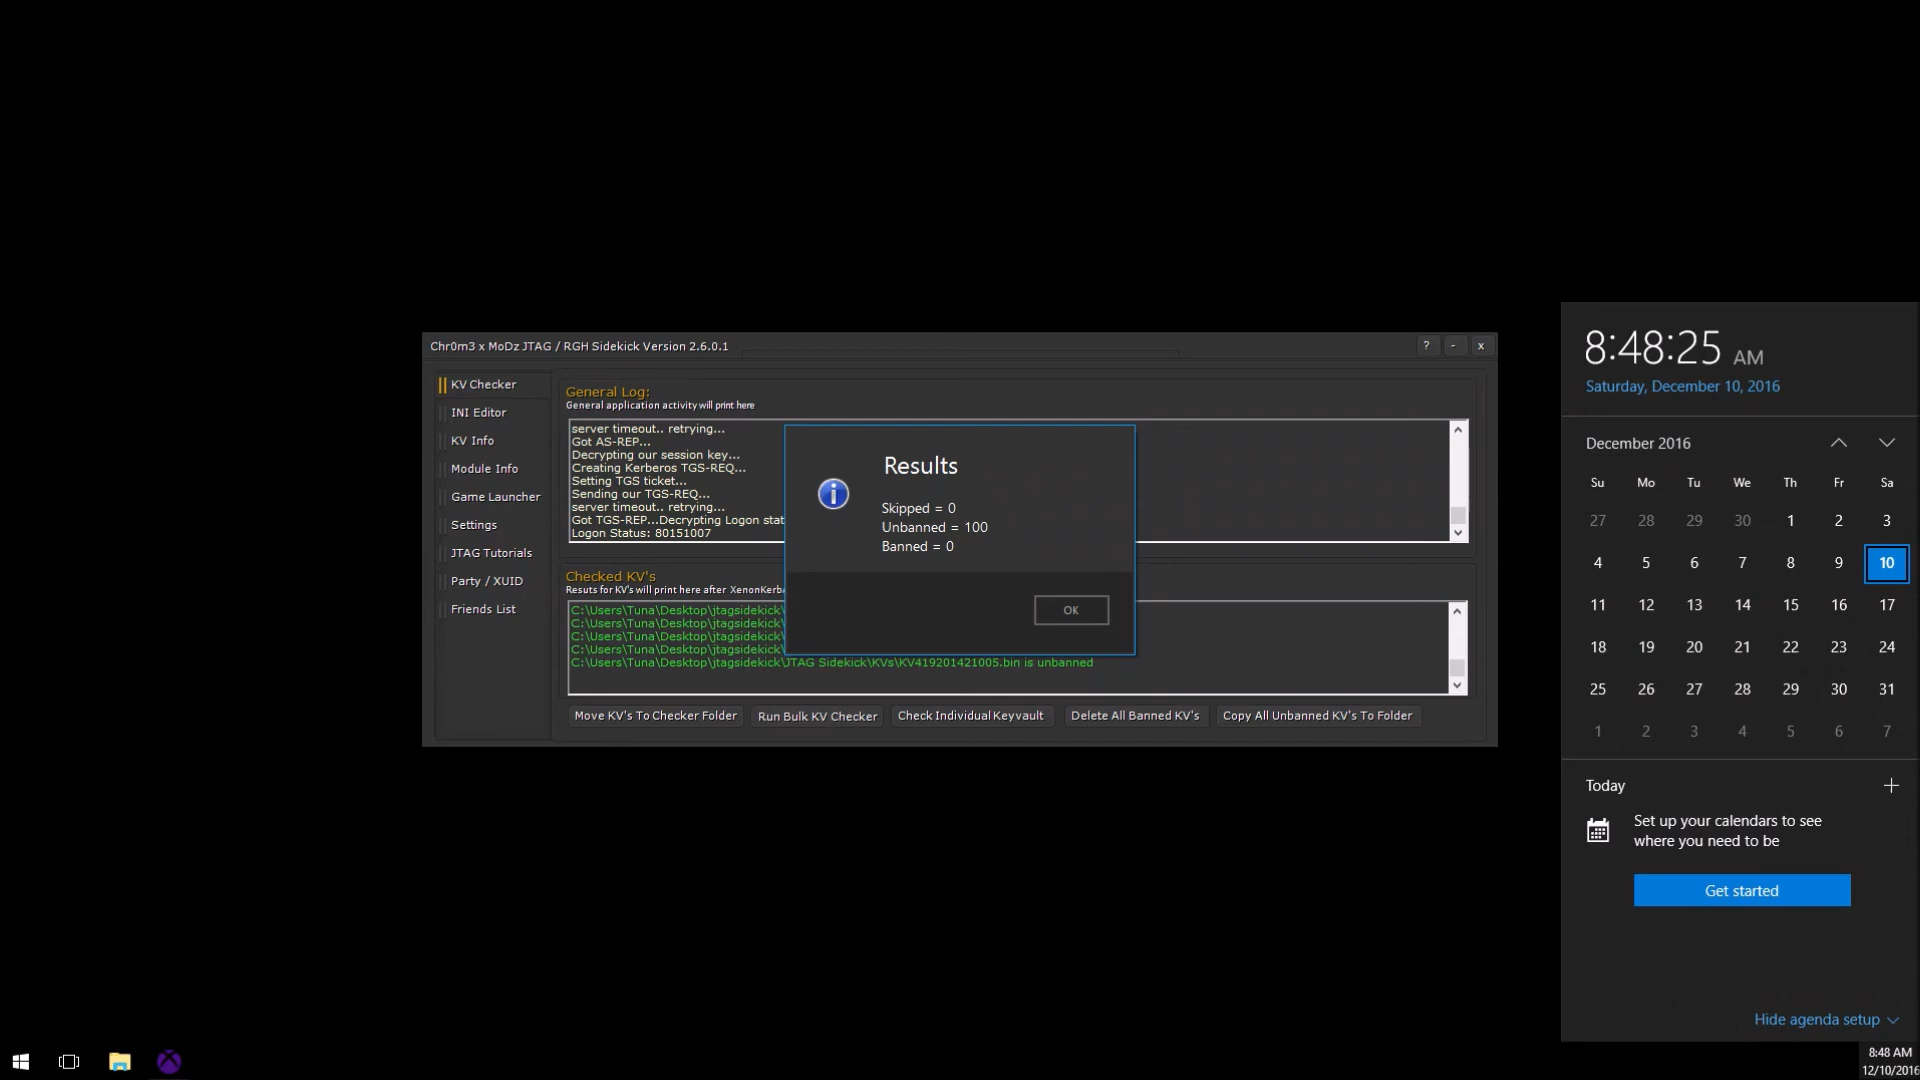 Chr0m3 x MoDz JTAG / RGH Sidekick Version 2.6.0.1
? - x
KV Checker
INI Editor
KV Info
Module Info
Game Launcher
Settings
JTAG Tutorials
Party / XUID
Friends List
General Log:
General application activity will print here
server timeout.. retrying...
Got AS-REP...
Decrypting our session key...
Creating Kerberos TGS-REQ...
Setting TGS ticket...
Sending our TGS-REQ...
server timeout.. retrying...
Got TGS-REP...Decrypting Logon stat
Logon Status: 80151007
Checked KV's
Resuts for KV's will print here after XenonKerb
C:\Users\Tuna\Desktop\jtagsidekick\
C:\Users\Tuna\Desktop\jtagsidekick\
C:\Users\Tuna\Desktop\jtagsidekick\
C:\Users\Tuna\Desktop\jtagsidekick\
C:\Users\Tuna\Desktop\jtagsidekick\JTAG Sidekick\KVs\KV419201421005.bin is unbanned
Move KV's To Checker Folder
Run Bulk KV Checker
Check Individual Keyvault
Delete All Banned KV's
Copy All Unbanned KV's To Folder
Results
Skipped = 0
Unbanned = 100
Banned = 0
OK
8:48:25 AM
Saturday, December 10, 2016
December 2016
Su Mo Tu We Th Fr Sa
27 28 29 30 1 2 3
4 5 6 7 8 9 10
11 12 13 14 15 16 17
18 19 20 21 22 23 24
25 26 27 28 29 30 31
1 2 3 4 5 6 7
Today
Set up your calendars to see
where you need to be
Get started
Hide agenda setup
8:48 AM
12/10/2016